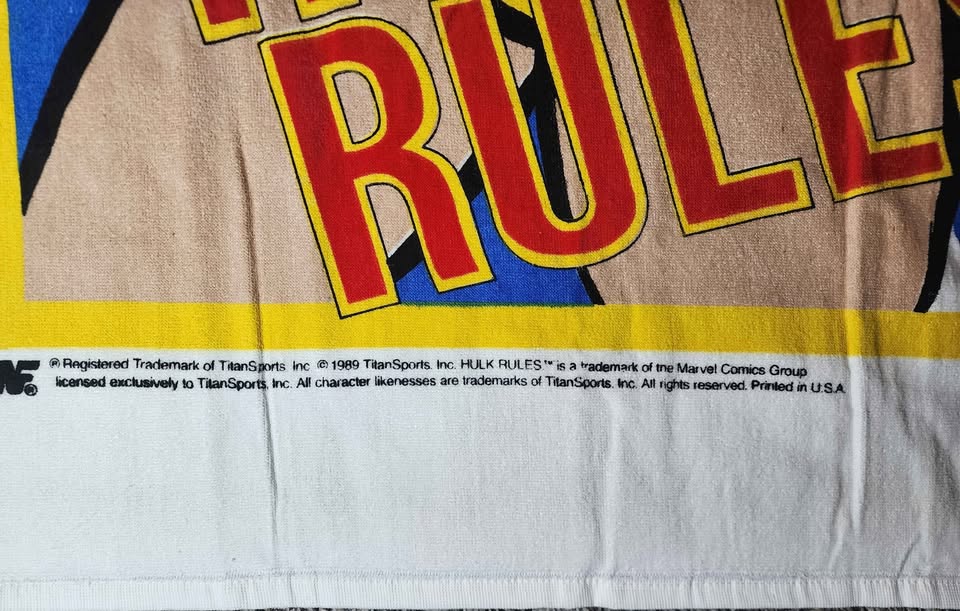 RULES
® Registered Trademark of TitanSports, Inc. © 1989 TitanSports, Inc. HULK RULES™ is a trademark of the Marvel Comics Group
licensed exclusively to TitanSports, Inc. All character likenesses are trademarks of TitanSports, Inc. All rights reserved. Printed in U.S.A.